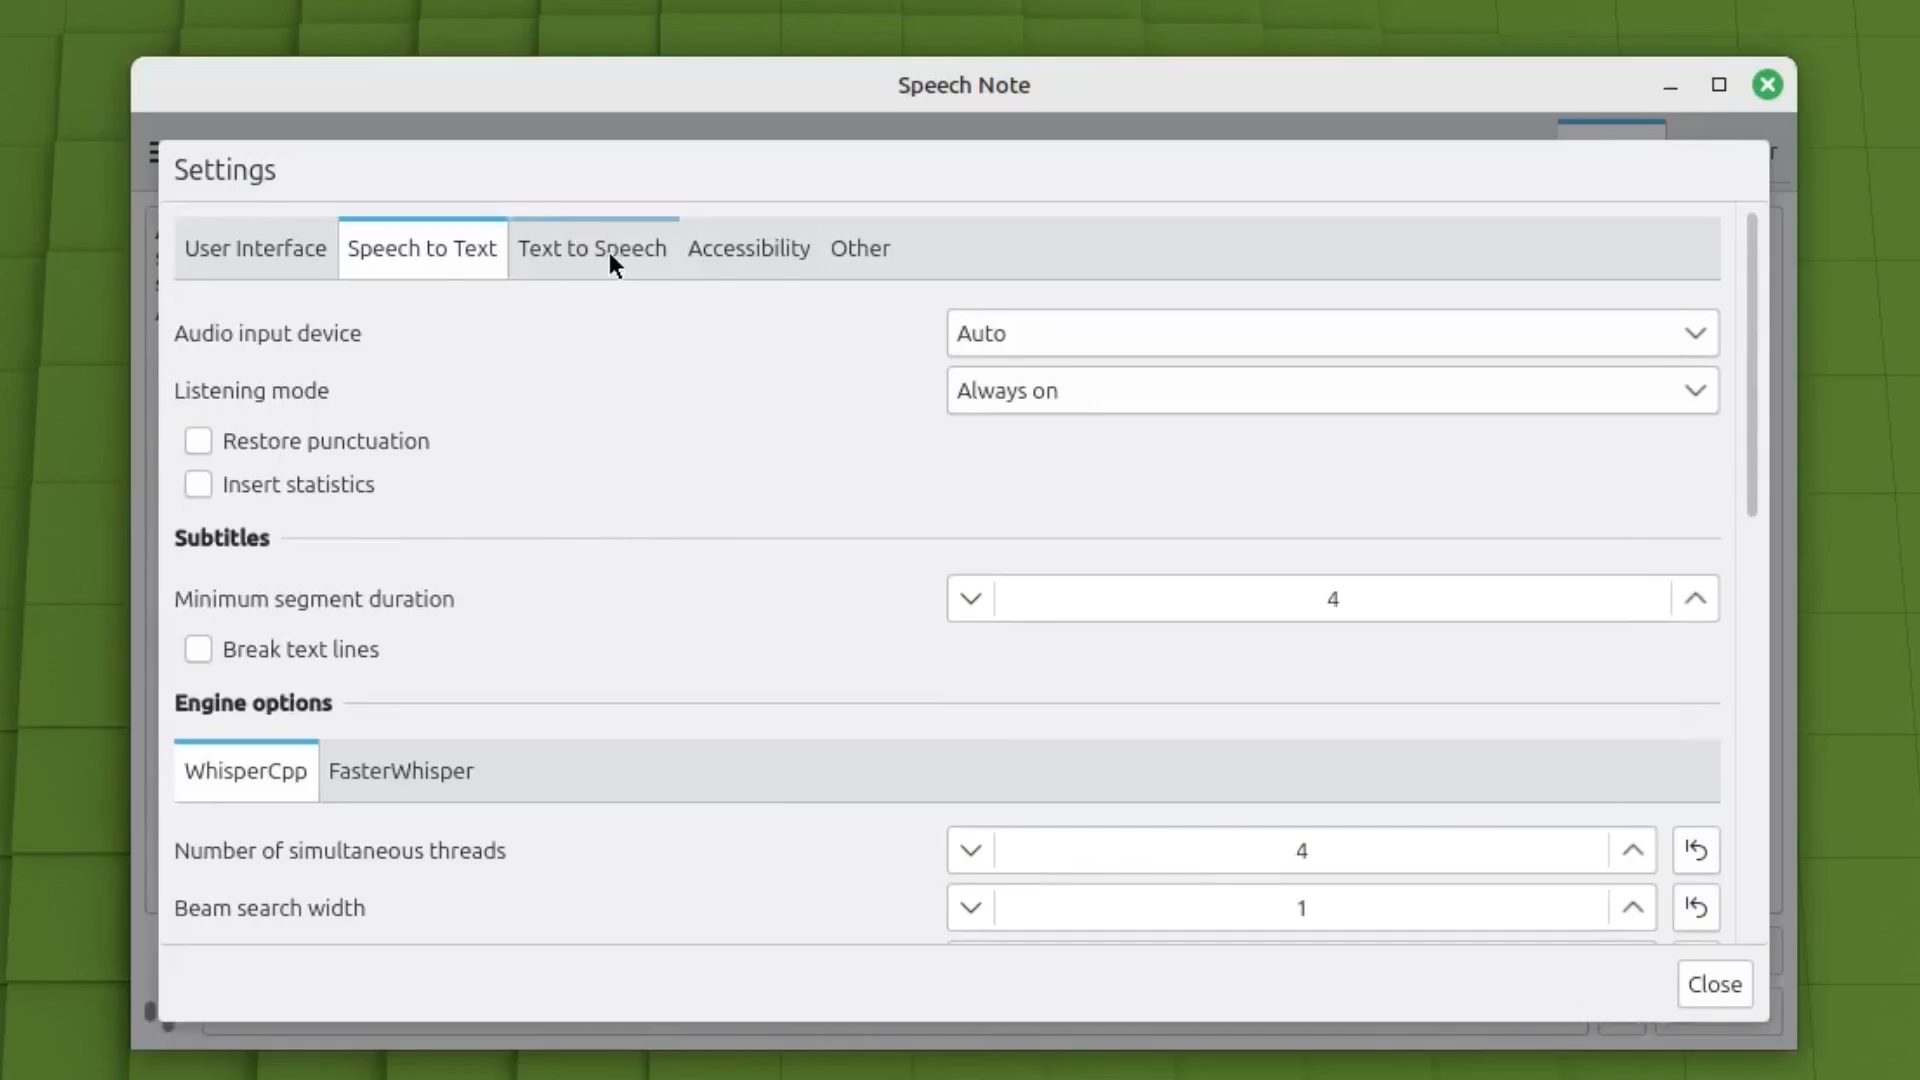 Speech Note
Settings
User Interface Speech to Text Text to Speech Accessibility Other
Audio input device Auto
Listening mode Always on
Restore punctuation
Insert statistics
Subtitles
Minimum segment duration 4
Break text lines
Engine options
WhisperCpp FasterWhisper
Number of simultaneous threads 4
Beam search width 1
Close